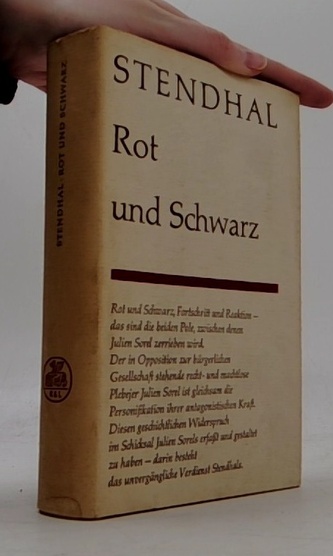 STENDHAL
Rot
und Schwarz
Rot und Schwarz, Fortschritt und Reaktion –
das sind die beiden Pole, zwischen denen
Julien Sorel zerrieben wird.
Der in Opposition zur bürgerlichen
Gesellschaft stehende recht- und machtlose
Plebejer Julien Sorel ist gleichsam die
Personifikation ihrer antagonistischen Kraft.
Diesen geschichtlichen Widerspruch
im Schicksal Julien Sorels erfaßt und gestaltet
zu haben – darin besteht
das unvergängliche Verdienst Stendhals.
STENDHAL · ROT UND SCHWARZ
R&L